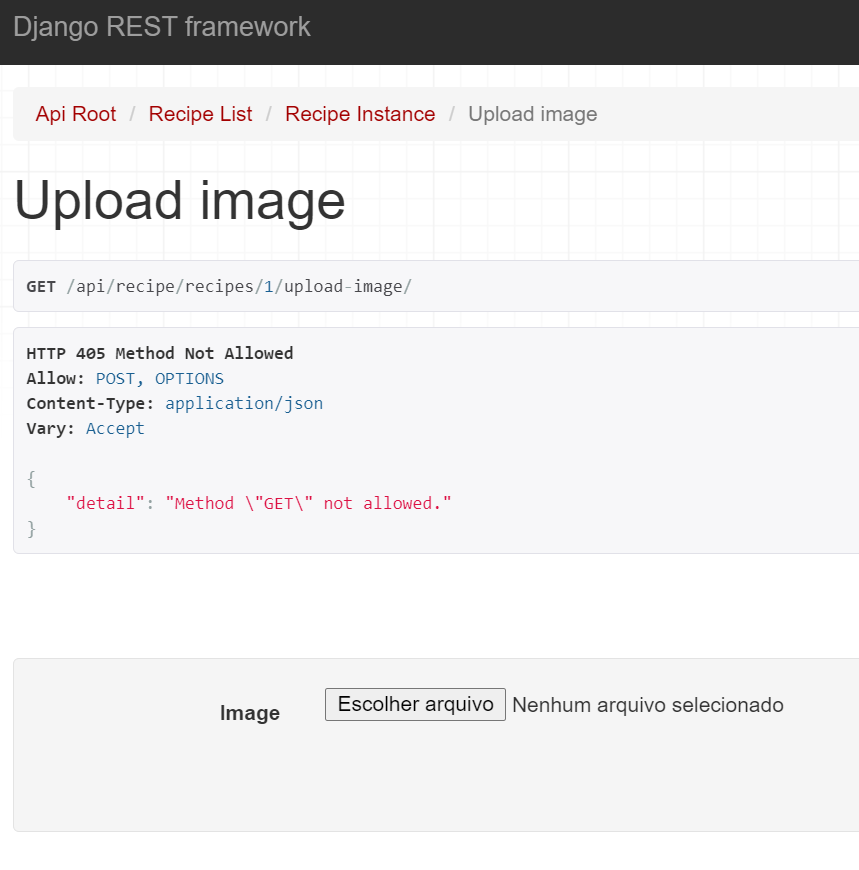 Django REST framework
Api Root / Recipe List / Recipe Instance / Upload image
Upload image
GET /api/recipe/recipes/1/upload-image/
HTTP 405 Method Not Allowed
Allow: POST, OPTIONS
Content-Type: application/json
Vary: Accept
{
    "detail": "Method \"GET\" not allowed."
}
Image Escolher arquivo Nenhum arquivo selecionado